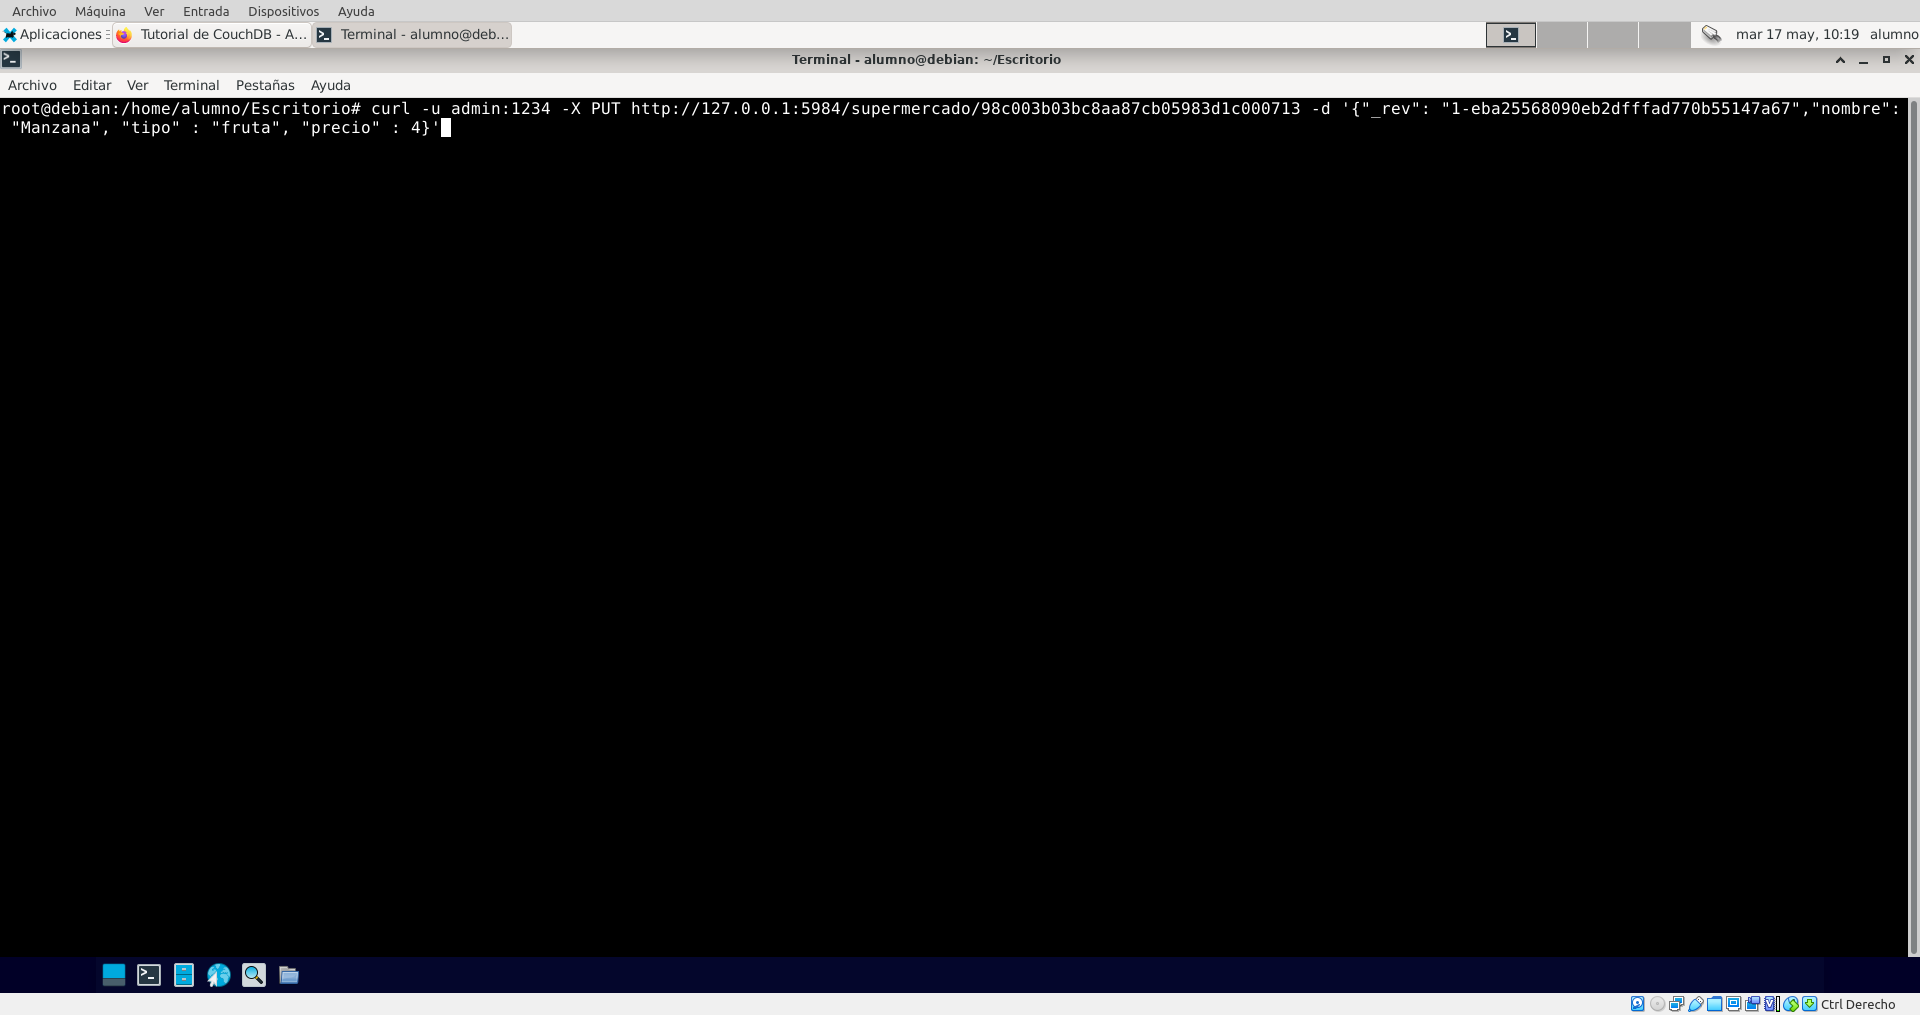 Archivo Máquina Ver Entrada Dispositivos Ayuda
Aplicaciones Tutorial de CouchDB - A... Terminal - alumno@deb... mar 17 may, 10:19 alumno
Terminal - alumno@debian: ~/Escritorio
Archivo Editar Ver Terminal Pestañas Ayuda
root@debian:/home/alumno/Escritorio# curl -u admin:1234 -X PUT http://127.0.0.1:5984/supermercado/98c003b03bc8aa87cb05983d1c000713 -d '{"_rev": "1-eba25568090eb2dfffad770b55147a67","nombre":
"Manzana", "tipo" : "fruta", "precio" : 4}'
Ctrl Derecho